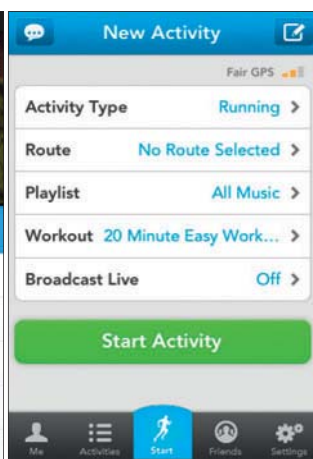 New Activity
Fair GPS
Activity Type Running >
Route No Route Selected >
Playlist All Music >
Workout 20 Minute Easy Work... >
Broadcast Live Off >
Start Activity
Me Activities Start Friends Settings